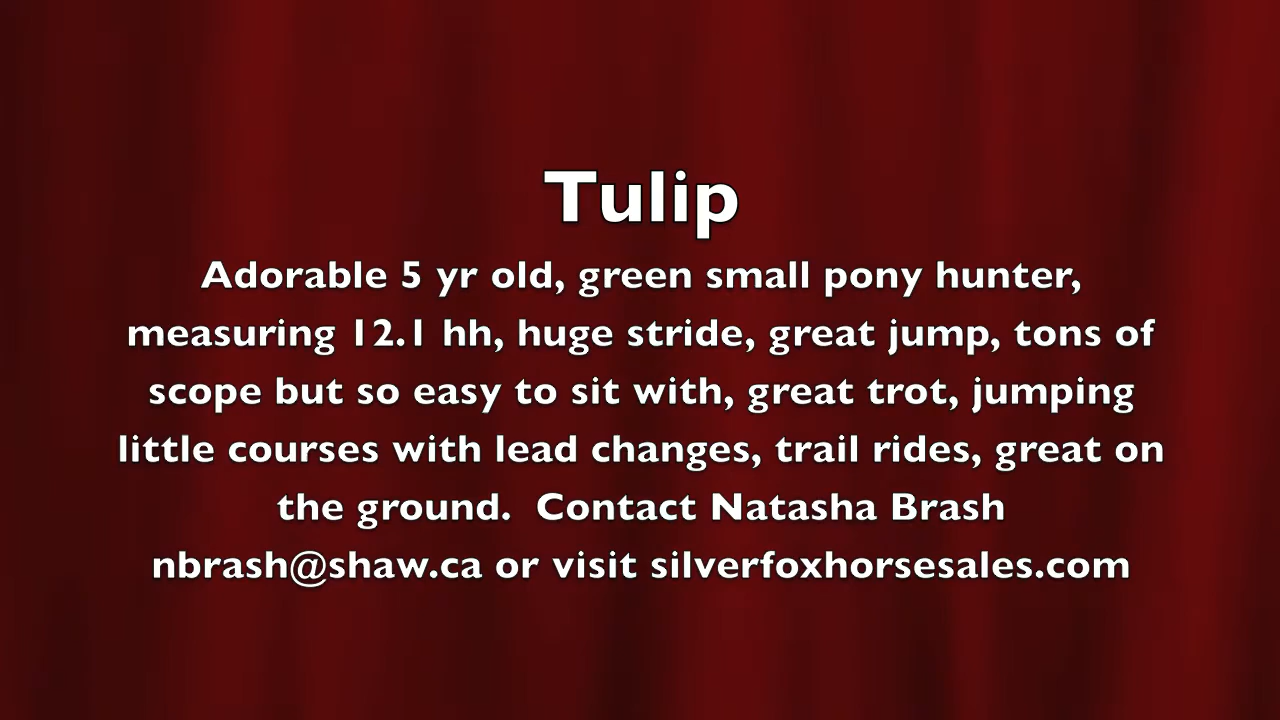 Tulip
Adorable 5 yr old, green small pony hunter,
measuring 12.1 hh, huge stride, great jump, tons of
scope but so easy to sit with, great trot, jumping
little courses with lead changes, trail rides, great on
the ground.  Contact Natasha Brash
nbrash@shaw.ca or visit silverfoxhorsesales.com